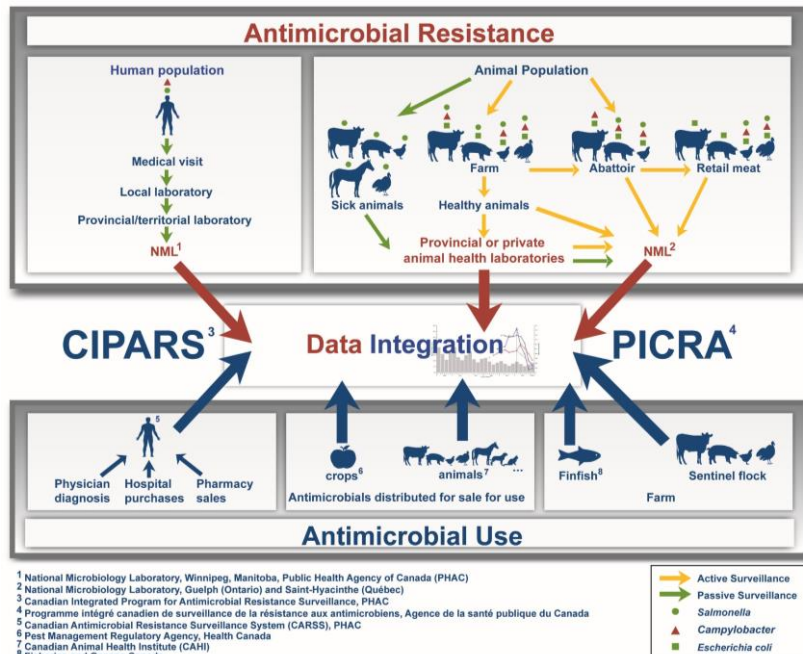 Antimicrobial Resistance
Human population
Medical visit
Local laboratory
Provincial/territorial laboratory
NML1
Animal Population
Sick animals
Farm
Abattoir
Retail meat
Healthy animals
Provincial or private
animal health laboratories
NML2
CIPARS3
Data Integration
PICRA4
5
Physician
diagnosis
Hospital
purchases
Pharmacy
sales
crops6
animals7
...
Antimicrobials distributed for sale for use
Finfish8
Sentinel flock
Farm
Antimicrobial Use
1 National Microbiology Laboratory, Winnipeg, Manitoba, Public Health Agency of Canada (PHAC)
2 National Microbiology Laboratory, Guelph (Ontario) and Saint-Hyacinthe (Québec)
3 Canadian Integrated Program for Antimicrobial Resistance Surveillance, PHAC
4 Programme intégré canadien de surveillance de la résistance aux antimicrobiens, Agence de la santé publique du Canada
5 Canadian Antimicrobial Resistance Surveillance System (CARSS), PHAC
6 Pest Management Regulatory Agency, Health Canada
7 Canadian Animal Health Institute (CAHI)
8
Active Surveillance
Passive Surveillance
Salmonella
Campylobacter
Escherichia coli